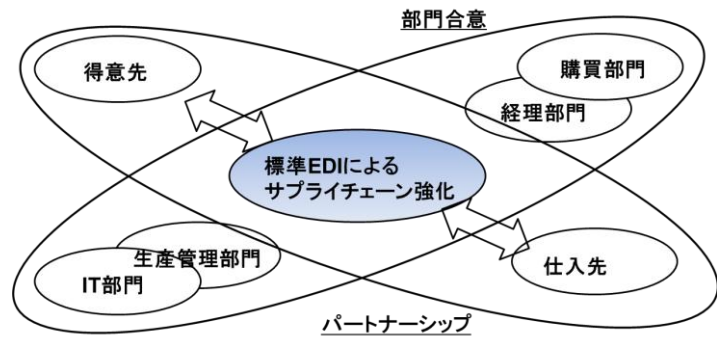 部門合意
得意先
購買部門
経理部門
標準EDIによる
サプライチェーン強化
生産管理部門
IT部門
仕入先
パートナーシップ